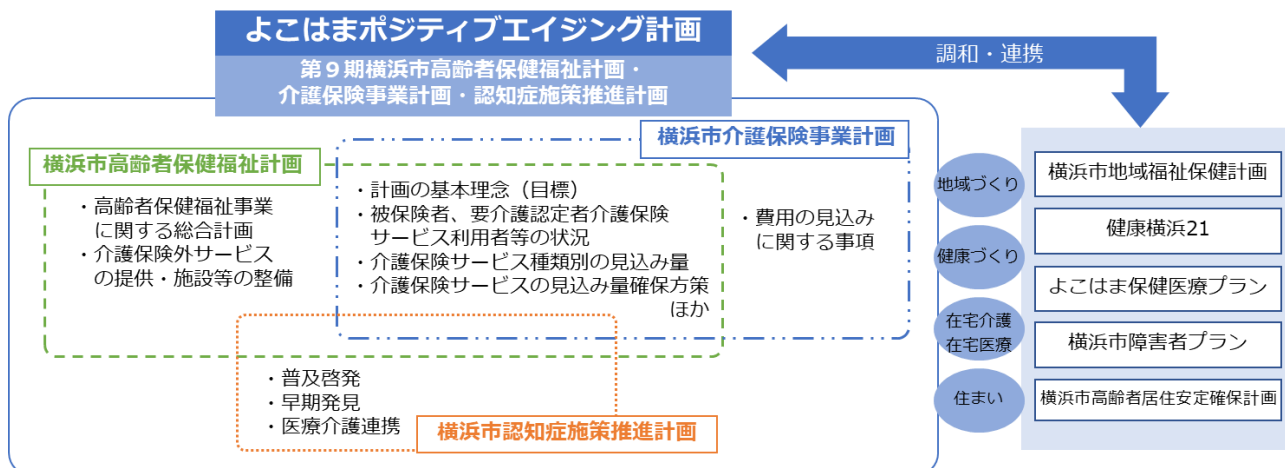 よこはまポジティブエイジング計画
第９期横浜市高齢者保健福祉計画・
介護保険事業計画・認知症施策推進計画
調和・連携
横浜市介護保険事業計画
横浜市高齢者保健福祉計画
・高齢者保健福祉事業
に関する総合計画
・介護保険外サービス
の提供・施設等の整備
・計画の基本理念（目標）
・被保険者、要介護認定者介護保険
サービス利用者等の状況
・介護保険サービス種類別の見込み量
・介護保険サービスの見込み量確保方策
ほか
・費用の見込み
に関する事項
・普及啓発
・早期発見
・医療介護連携
横浜市認知症施策推進計画
地域づくり
健康づくり
在宅介護
在宅医療
住まい
横浜市地域福祉保健計画
健康横浜21
よこはま保健医療プラン
横浜市障害者プラン
横浜市高齢者居住安定確保計画